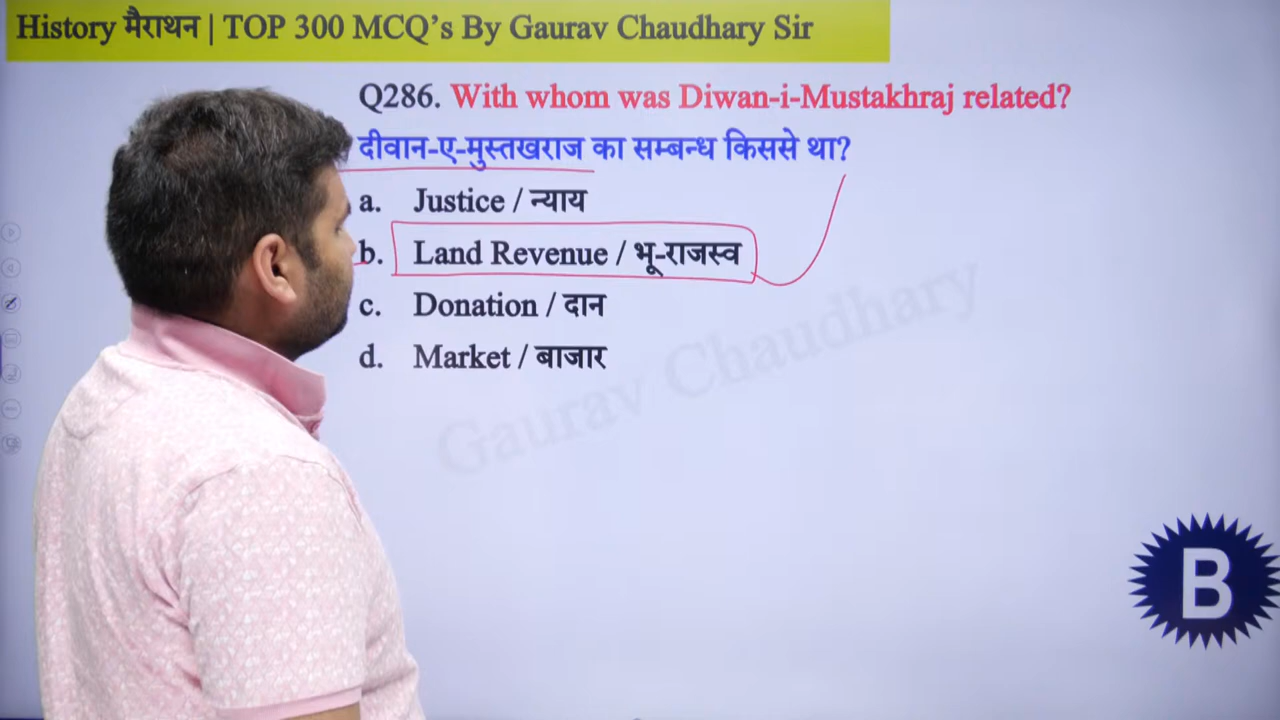 History मैराथन | TOP 300 MCQ’s By Gaurav Chaudhary Sir
Q286. With whom was Diwan-i-Mustakhraj related?
दीवान-ए-मुस्तखराज का सम्बन्ध किससे था?
a. Justice / न्याय
b. Land Revenue / भू-राजस्व
c. Donation / दान
d. Market / बाजार
Gaurav Chaudhary
B